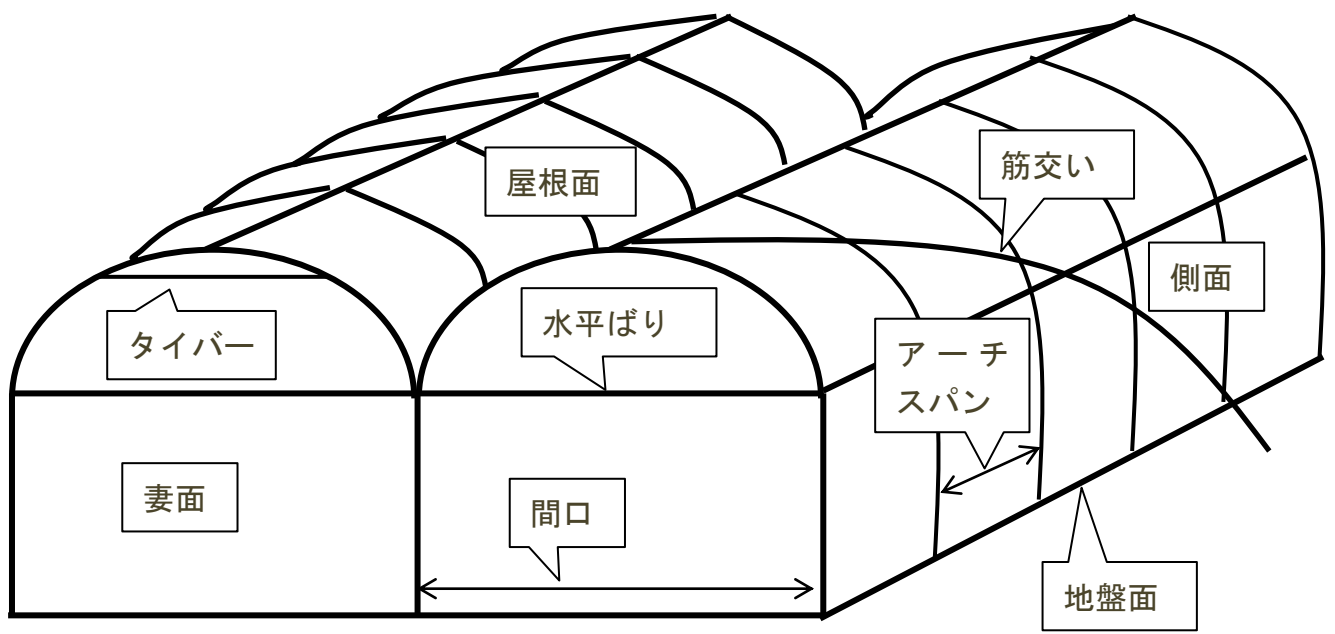 屋根面
筋交い
側面
タイバー
水平ばり
アーチ
スパン
妻面
間口
地盤面